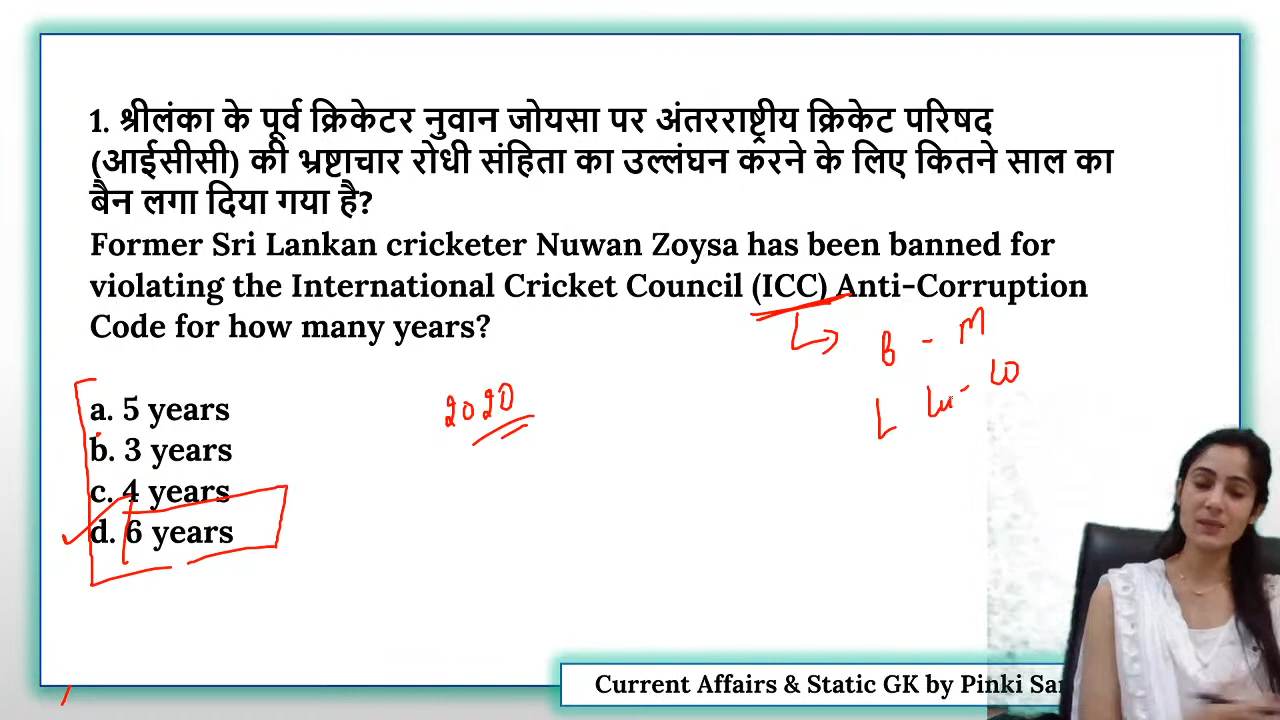 1. श्रीलंका के पूर्व क्रिकेटर नुवान जोयसा पर अंतरराष्ट्रीय क्रिकेट परिषद
(आईसीसी) की भ्रष्टाचार रोधी संहिता का उल्लंघन करने के लिए कितने साल का
बैन लगा दिया गया है?
Former Sri Lankan cricketer Nuwan Zoysa has been banned for
violating the International Cricket Council (ICC) Anti-Corruption
Code for how many years?
B - M
2020
a. 5 years
b. 3 years
c. 4 years
d. 6 years
Current Affairs & Static GK by Pinki